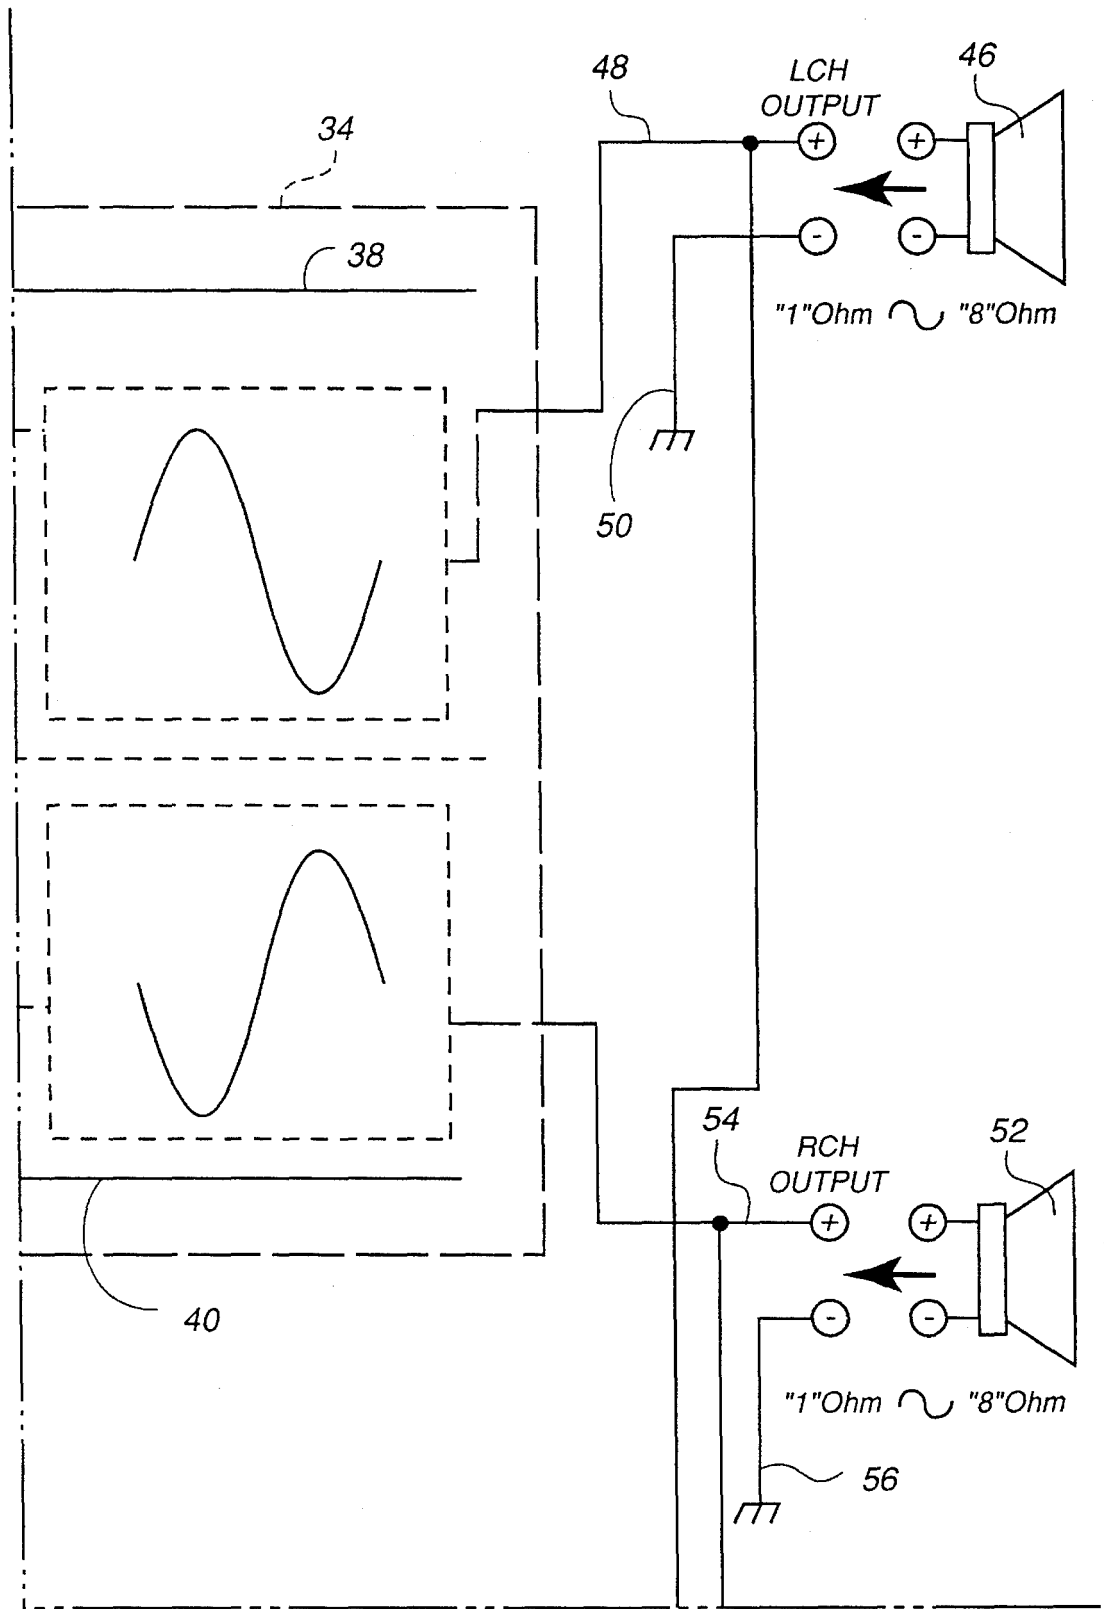 48
LCH
OUTPUT
46
34
+
+
38
-
-
"1"Ohm ~ "8"Ohm
50
54
RCH
OUTPUT
52
+
+
-
-
40
"1"Ohm ~ "8"Ohm
56